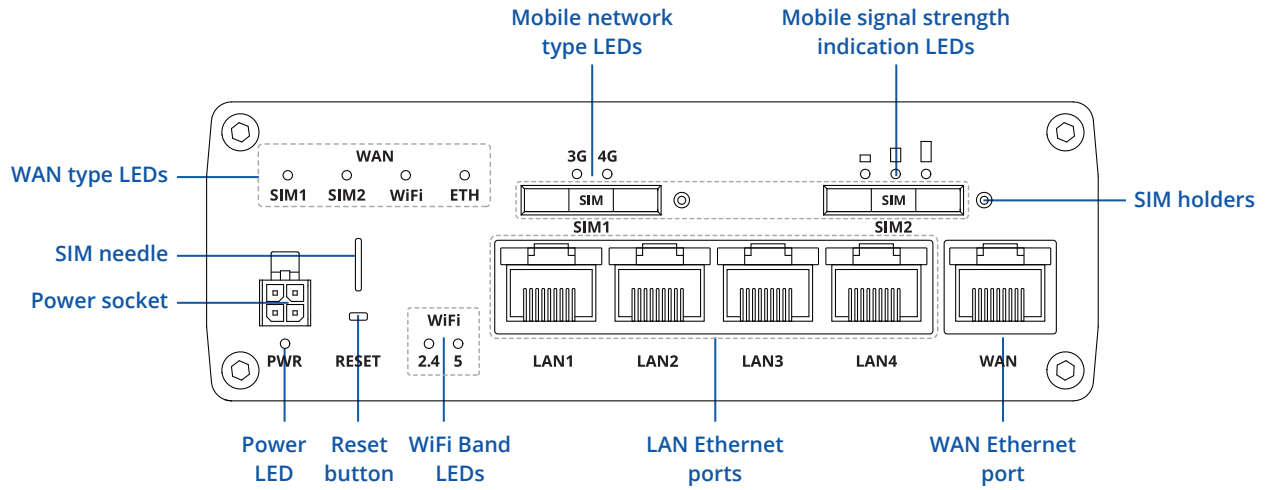 Mobile network
type LEDs
Mobile signal strength
indication LEDs
WAN type LEDs
WAN
SIM1 SIM2 WiFi ETH
3G 4G
SIM
SIM1
SIM
SIM2
SIM holders
SIM needle
Power socket
PWR
RESET
WiFi
2.4 5
LAN1 LAN2 LAN3 LAN4 WAN
Power
LED
Reset
button
WiFi Band
LEDs
LAN Ethernet
ports
WAN Ethernet
port